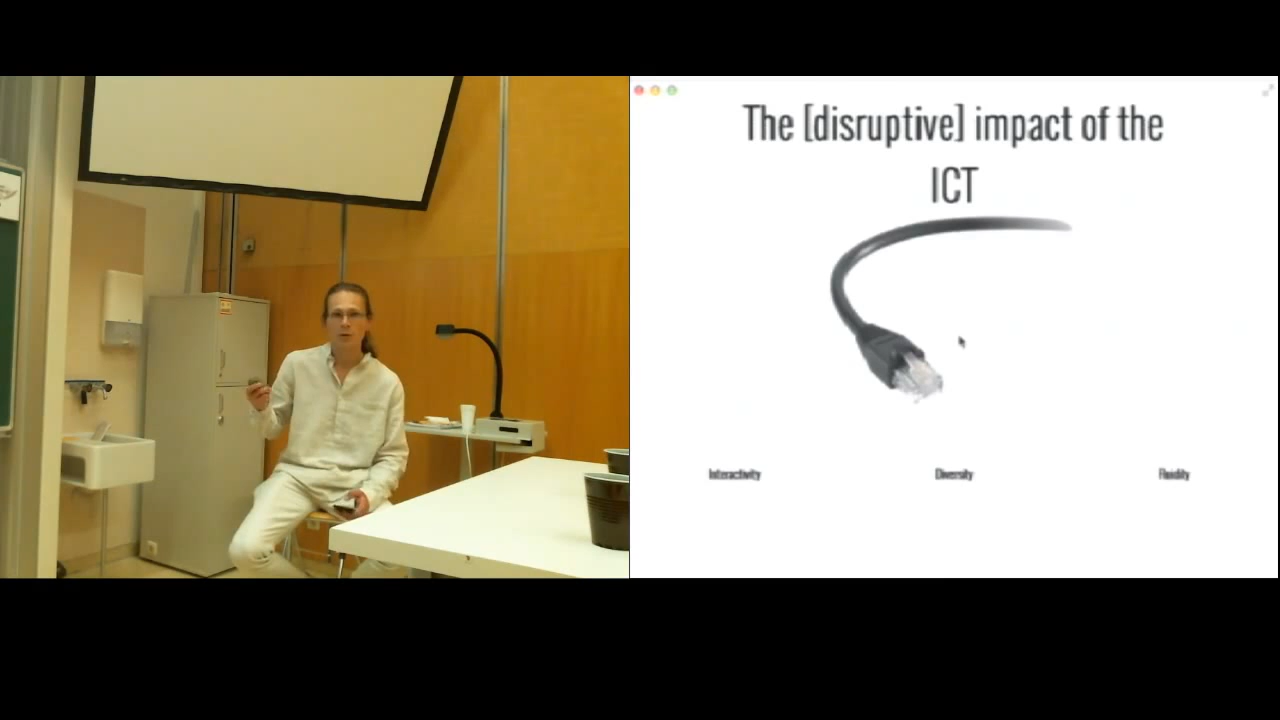 The [disruptive] impact of the
ICT
Interactivity
Diversity
Fluidity